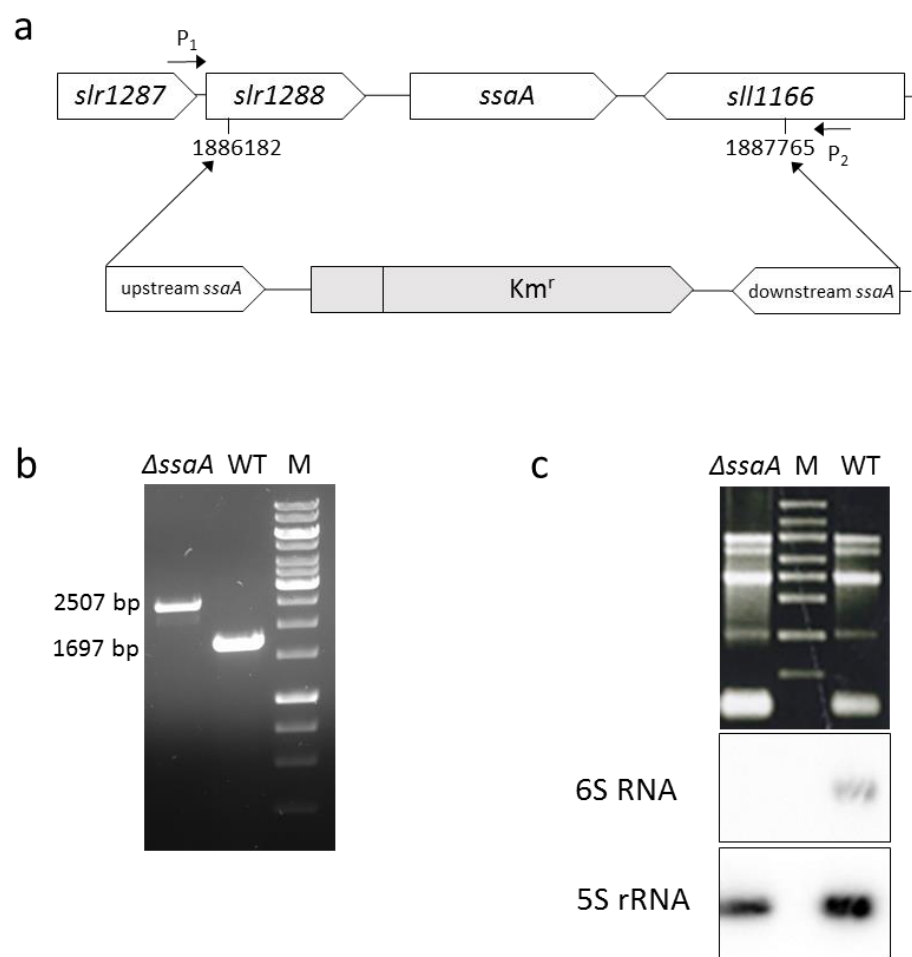 a
P1
slr1287 slr1288 ssaA sll1166
1886182 1887765 P2
upstream ssaA Kmr downstream ssaA
b
ΔssaA WT M
2507 bp
1697 bp
c
ΔssaA M WT
6S RNA
5S rRNA